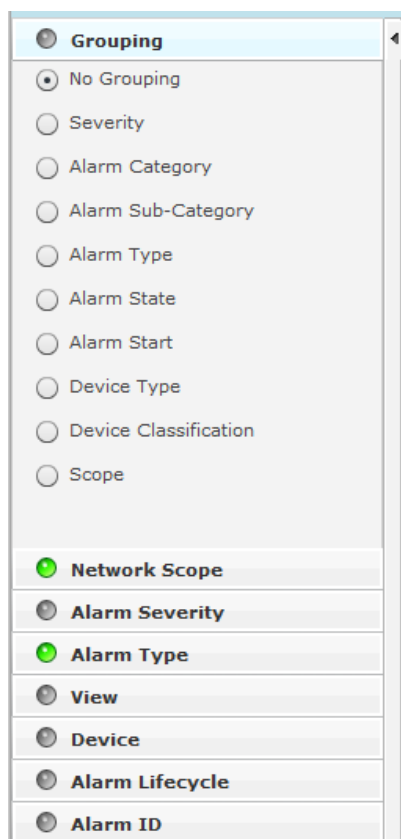 Grouping
No Grouping
Severity
Alarm Category
Alarm Sub-Category
Alarm Type
Alarm State
Alarm Start
Device Type
Device Classification
Scope
Network Scope
Alarm Severity
Alarm Type
View
Device
Alarm Lifecycle
Alarm ID